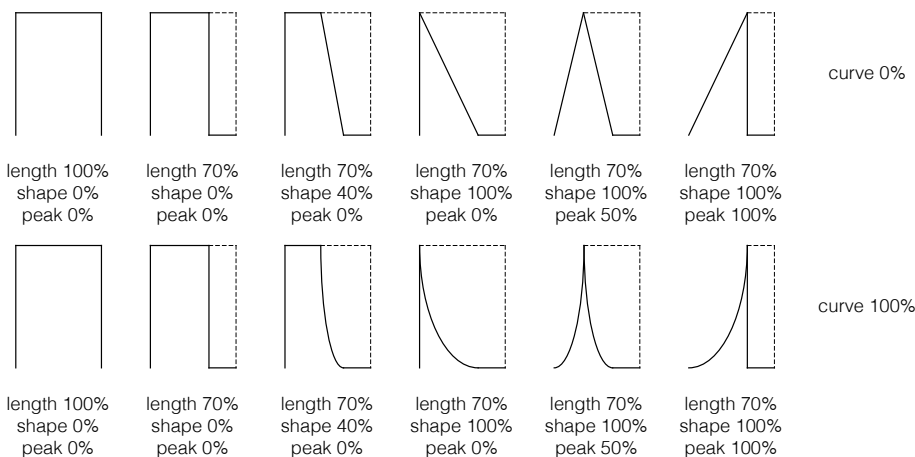 curve 0%
length 100%
shape 0%
peak 0%
length 70%
shape 0%
peak 0%
length 70%
shape 40%
peak 0%
length 70%
shape 100%
peak 0%
length 70%
shape 100%
peak 50%
length 70%
shape 100%
peak 100%
curve 100%
length 100%
shape 0%
peak 0%
length 70%
shape 0%
peak 0%
length 70%
shape 40%
peak 0%
length 70%
shape 100%
peak 0%
length 70%
shape 100%
peak 50%
length 70%
shape 100%
peak 100%